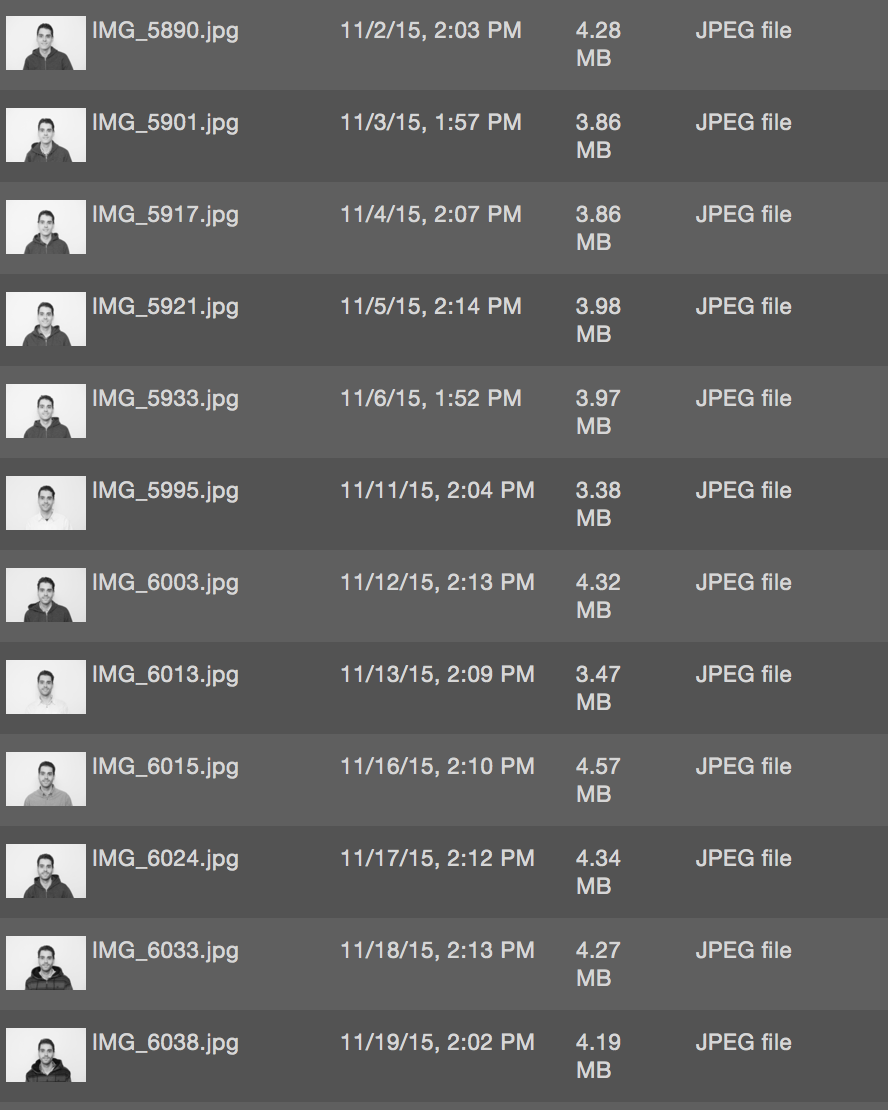 IMG_5890.jpg 11/2/15, 2:03 PM 4.28 JPEG file
MB
IMG_5901.jpg 11/3/15, 1:57 PM 3.86 JPEG file
MB
IMG_5917.jpg 11/4/15, 2:07 PM 3.86 JPEG file
MB
IMG_5921.jpg 11/5/15, 2:14 PM 3.98 JPEG file
MB
IMG_5933.jpg 11/6/15, 1:52 PM 3.97 JPEG file
MB
IMG_5995.jpg 11/11/15, 2:04 PM 3.38 JPEG file
MB
IMG_6003.jpg 11/12/15, 2:13 PM 4.32 JPEG file
MB
IMG_6013.jpg 11/13/15, 2:09 PM 3.47 JPEG file
MB
IMG_6015.jpg 11/16/15, 2:10 PM 4.57 JPEG file
MB
IMG_6024.jpg 11/17/15, 2:12 PM 4.34 JPEG file
MB
IMG_6033.jpg 11/18/15, 2:13 PM 4.27 JPEG file
MB
IMG_6038.jpg 11/19/15, 2:02 PM 4.19 JPEG file
MB